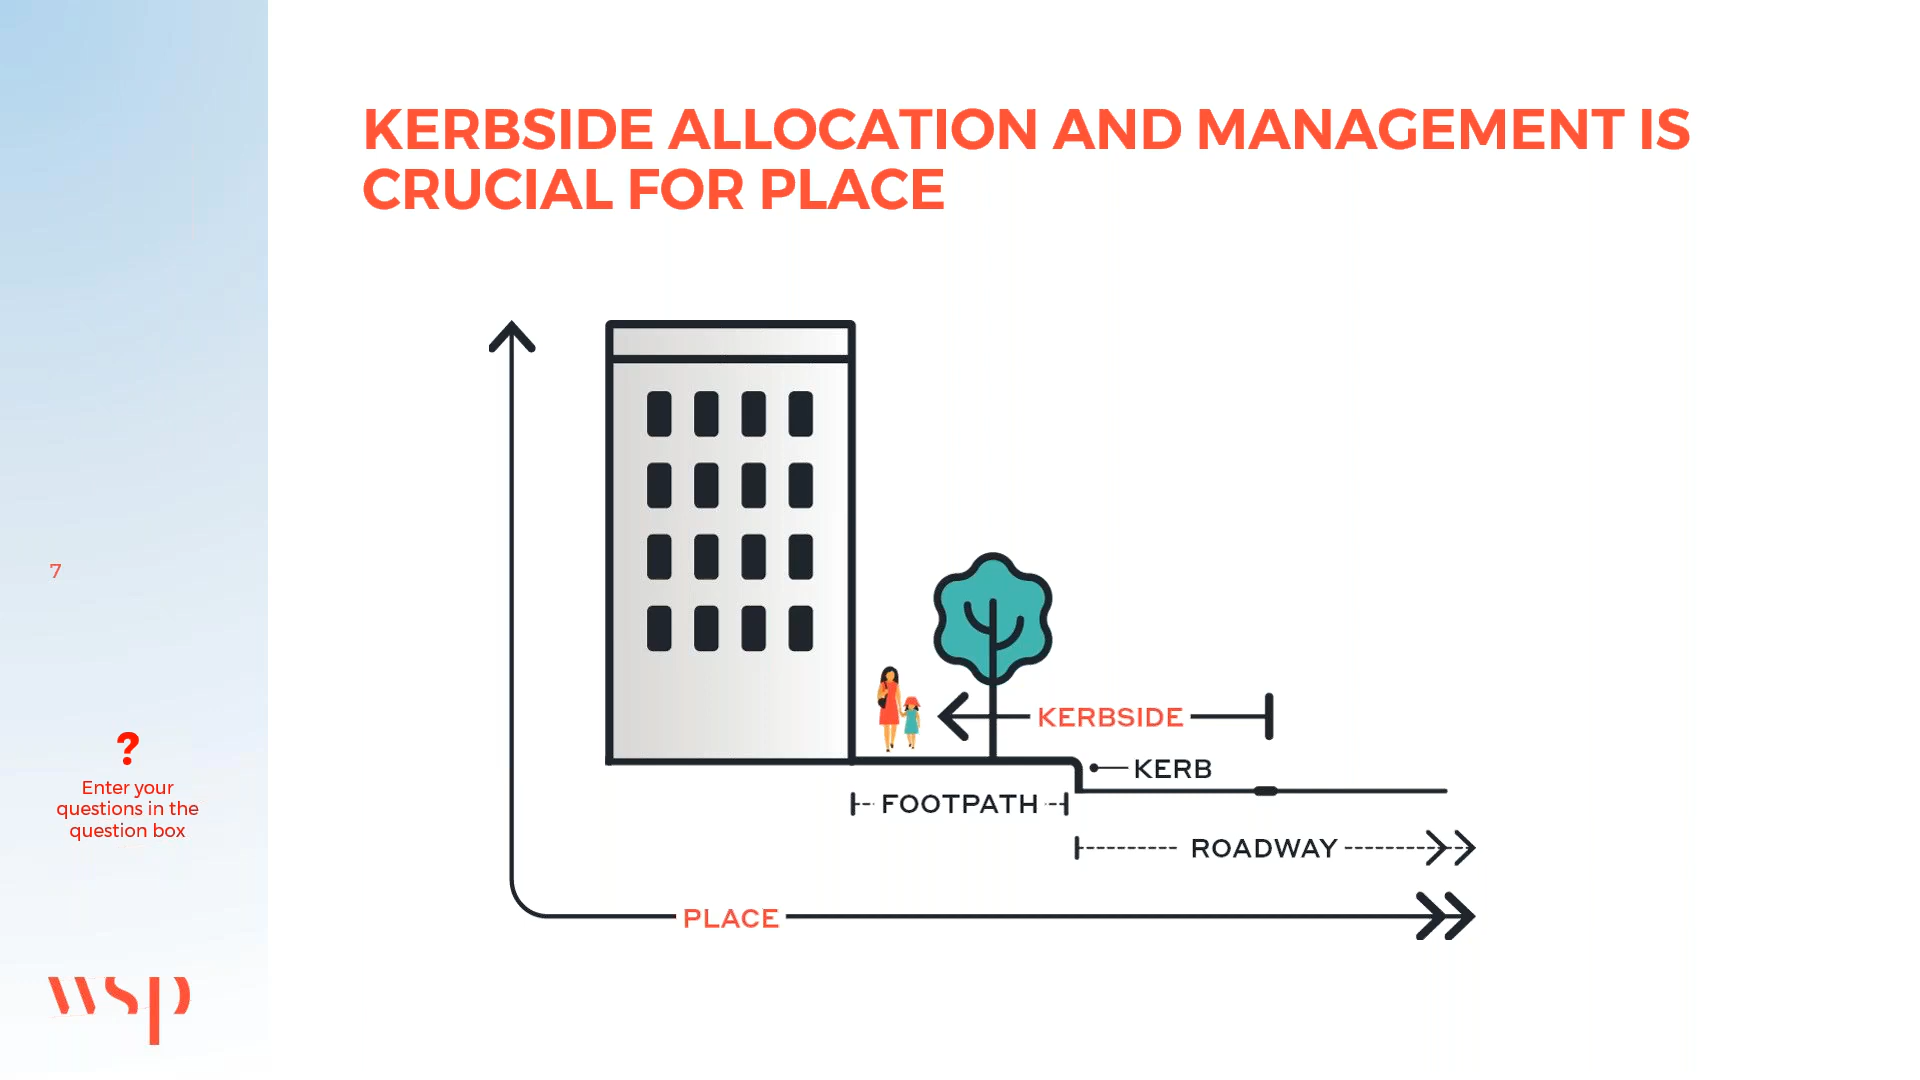 KERBSIDE ALLOCATION AND MANAGEMENT IS
CRUCIAL FOR PLACE
KERBSIDE
KERB
FOOTPATH
ROADWAY
PLACE
7
?
Enter your
questions in the
question box
wsp